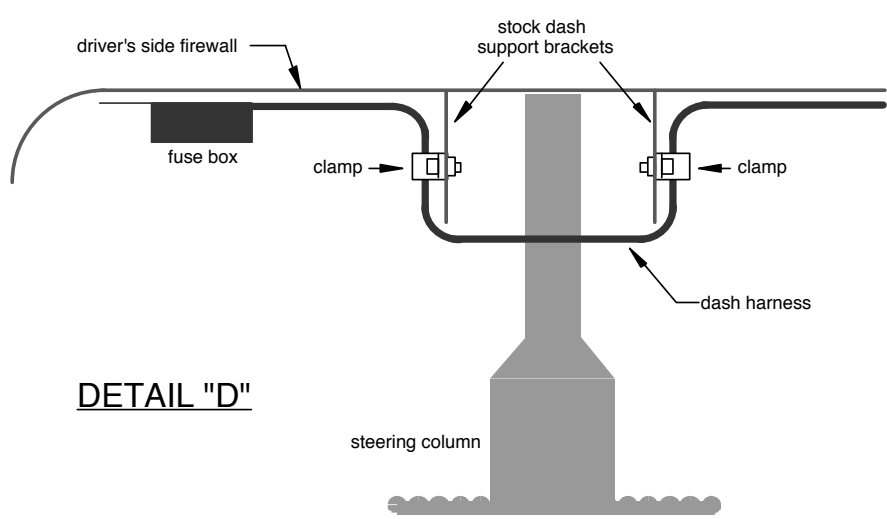 stock dash
support brackets
driver's side firewall
fuse box
clamp
clamp
dash harness
DETAIL "D"
steering column